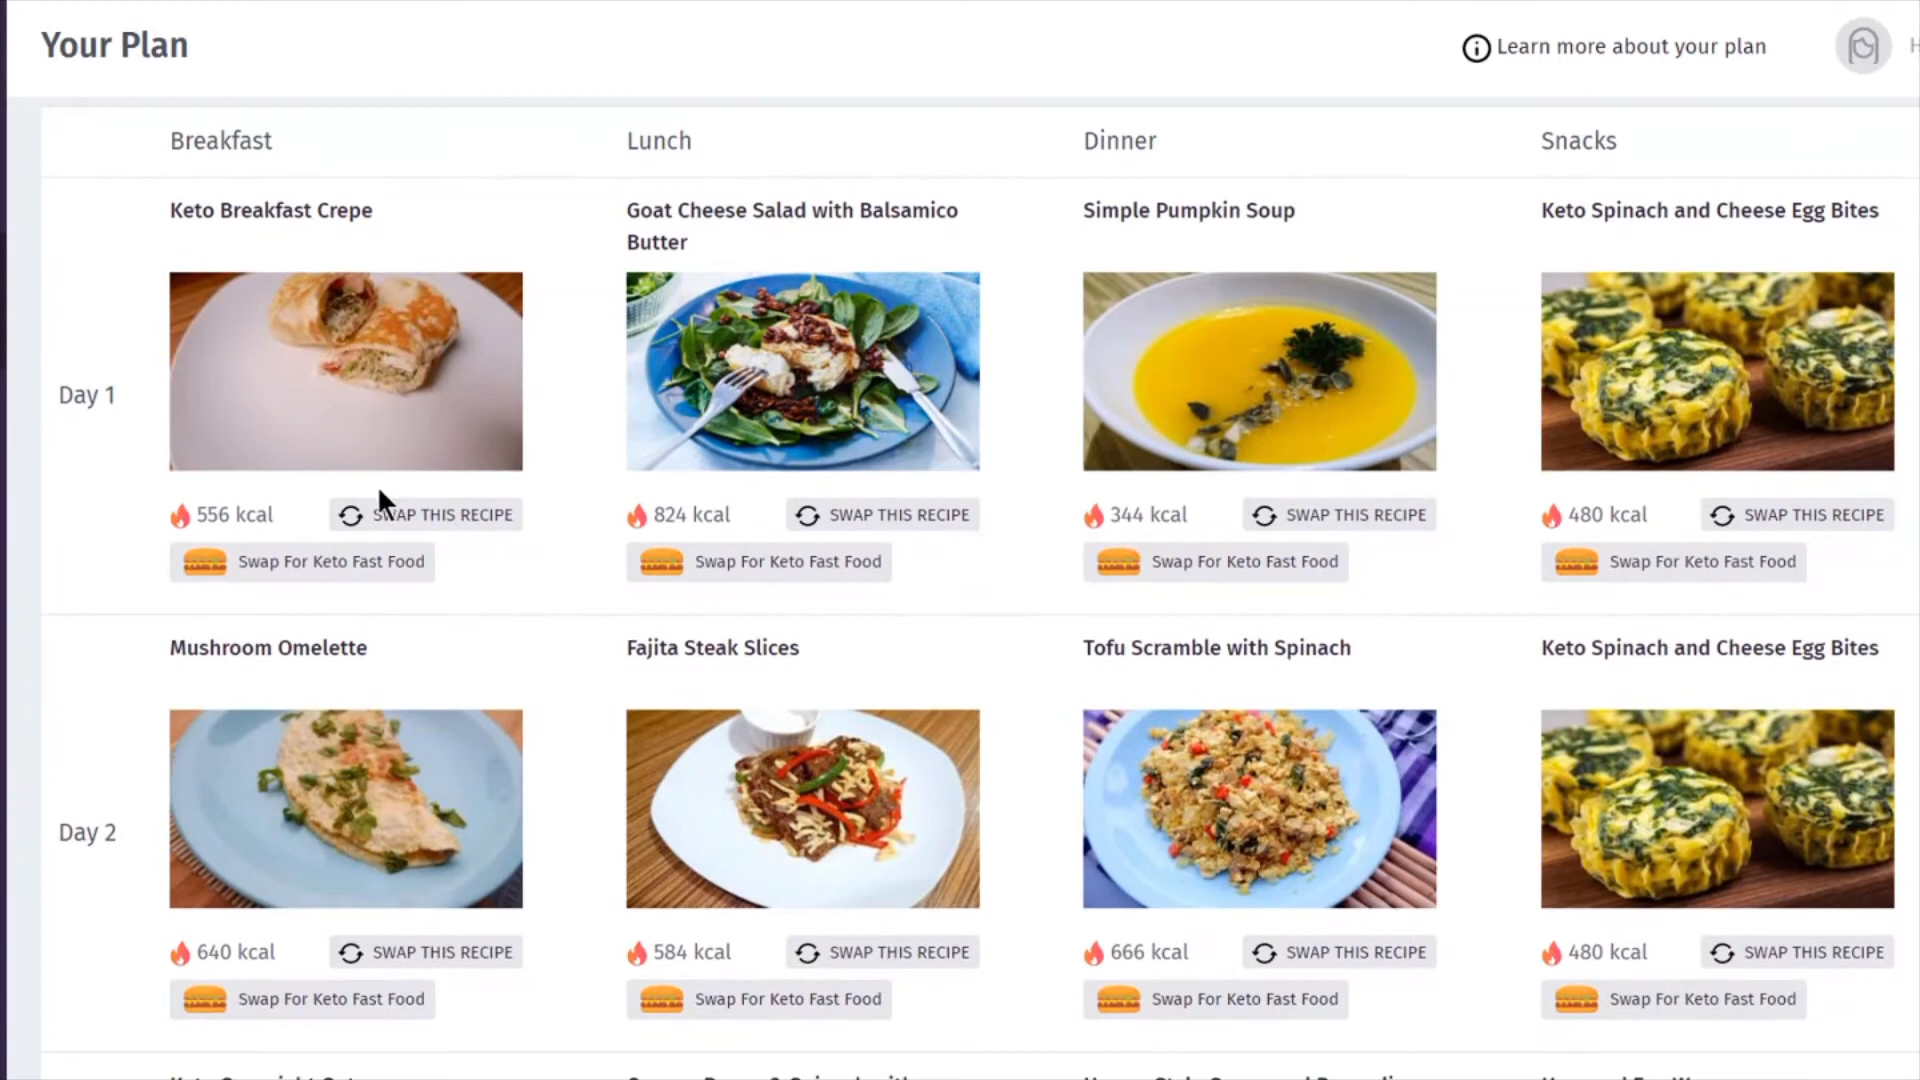 Your Plan
Learn more about your plan
Breakfast
Lunch
Dinner
Snacks
Day 1
Keto Breakfast Crepe
556 kcal
SWAP THIS RECIPE
Swap For Keto Fast Food
Goat Cheese Salad with Balsamico
Butter
824 kcal
SWAP THIS RECIPE
Swap For Keto Fast Food
Simple Pumpkin Soup
344 kcal
SWAP THIS RECIPE
Swap For Keto Fast Food
Keto Spinach and Cheese Egg Bites
480 kcal
SWAP THIS RECIPE
Swap For Keto Fast Food
Day 2
Mushroom Omelette
640 kcal
SWAP THIS RECIPE
Swap For Keto Fast Food
Fajita Steak Slices
584 kcal
SWAP THIS RECIPE
Swap For Keto Fast Food
Tofu Scramble with Spinach
666 kcal
SWAP THIS RECIPE
Swap For Keto Fast Food
Keto Spinach and Cheese Egg Bites
480 kcal
SWAP THIS RECIPE
Swap For Keto Fast Food